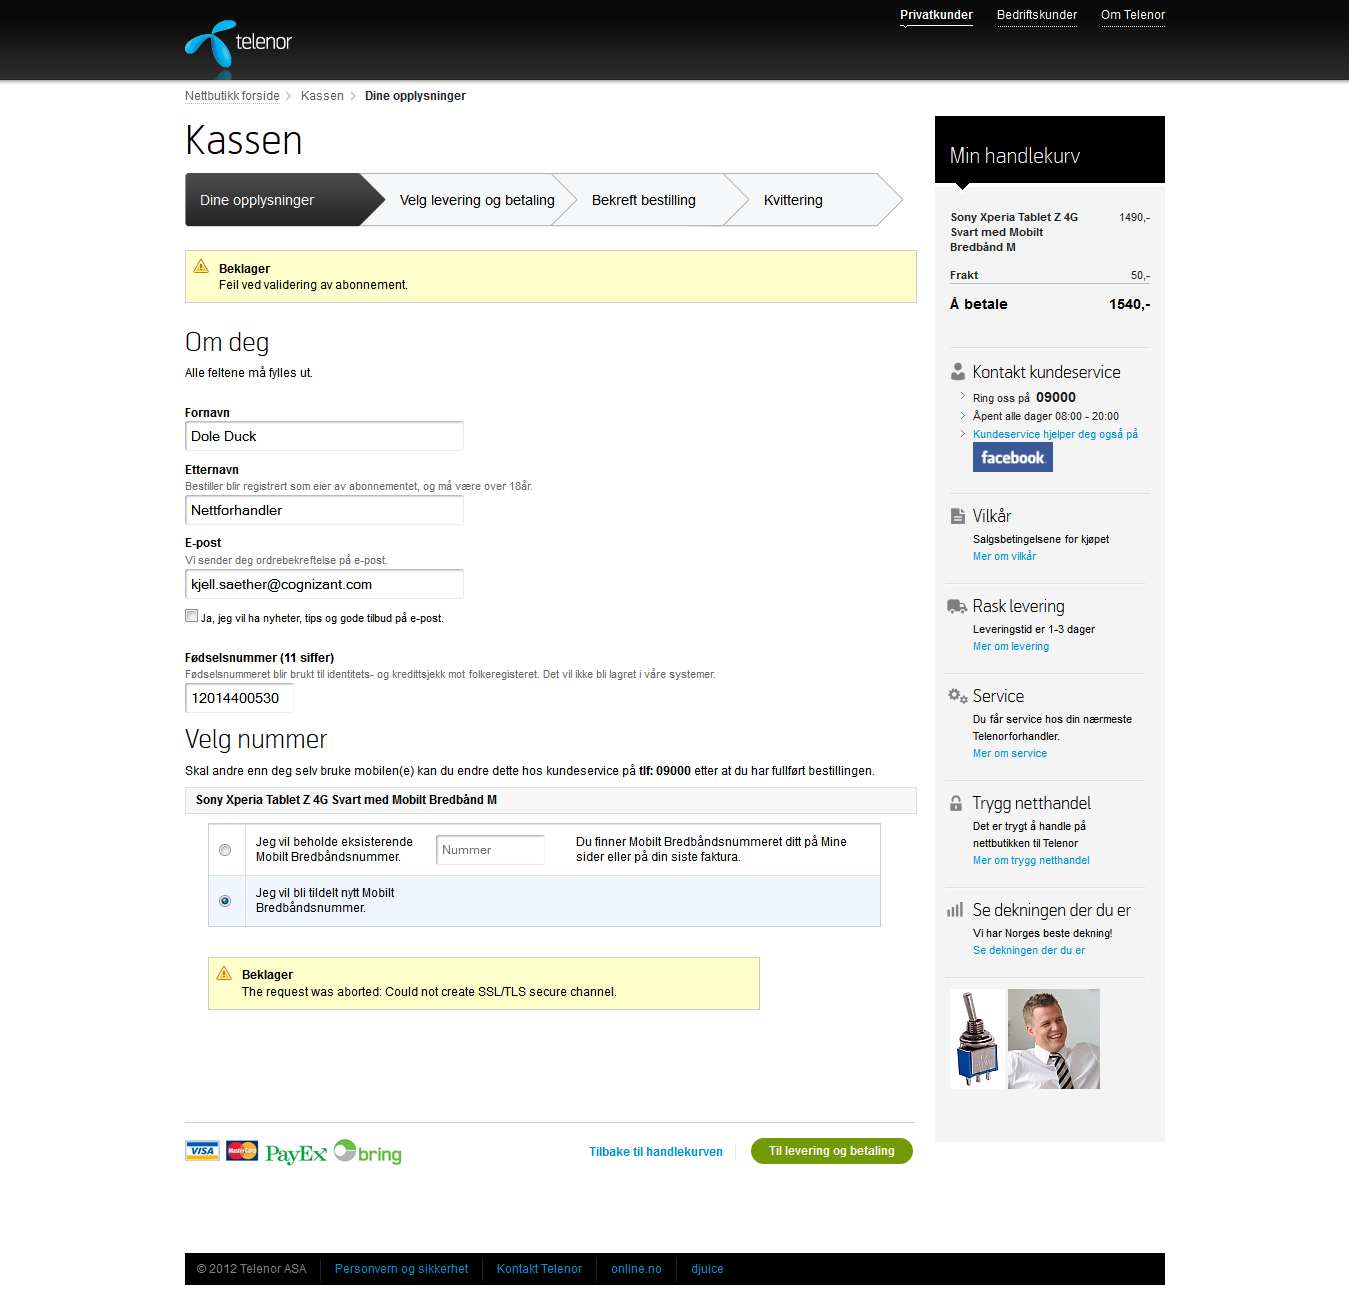 Privatkunder Bedriftskunder Om Telenor
telenor
Nettbutikk forside Kassen Dine opplysninger
Kassen
Dine opplysninger Velg levering og betaling Bekreft bestilling Kvittering
Beklager
Feil ved validering av abonnement.
Om deg
Alle feltene må fylles ut.
Fornavn
Dole Duck
Etternavn
Bestiller blir registrert som eier av abonnementet, og må være over 18år.
Nettforhandler
E-post
Vi sender deg ordrebekreftelse på e-post.
kjell.saether@cognizant.com
Ja, jeg vil ha nyheter, tips og gode tilbud på e-post.
Fødselsnummer (11 siffer)
Fødselsnummeret blir brukt til identitets- og kredittsjekk mot folkeregisteret. Det vil ikke bli lagret i våre systemer.
12014400530
Velg nummer
Skal andre enn deg selv bruke mobilen(e) kan du endre dette hos kundeservice på tlf: 09000 etter at du har fullført bestillingen.
Sony Xperia Tablet Z 4G Svart med Mobilt Bredbånd M
Jeg vil beholde eksisterende
Mobilt Bredbåndsnummer.
Nummer
Du finner Mobilt Bredbåndsnummeret ditt på Mine
sider eller på din siste faktura.
Jeg vil bli tildelt nytt Mobilt
Bredbåndsnummer.
Beklager
The request was aborted: Could not create SSL/TLS secure channel.
VISA MasterCard PayEx bring
Tilbake til handlekurven Til levering og betaling
Min handlekurv
Sony Xperia Tablet Z 4G 1490,-
Svart med Mobilt
Bredbånd M
Frakt 50,-
Å betale 1540,-
Kontakt kundeservice
Ring oss på 09000
Åpent alle dager 08:00 - 20:00
Kundeservice hjelper deg også på
facebook
Vilkår
Salgsbetingelsene for kjøpet
Mer om vilkår
Rask levering
Leveringstid er 1-3 dager
Mer om levering
Service
Du får service hos din nærmeste
Telenorforhandler.
Mer om service
Trygg netthandel
Det er trygt å handle på
nettbutikken til Telenor
Mer om trygg netthandel
Se dekningen der du er
Vi har Norges beste dekning!
Se dekningen der du er
© 2012 Telenor ASA Personvern og sikkerhet Kontakt Telenor online.no djuice